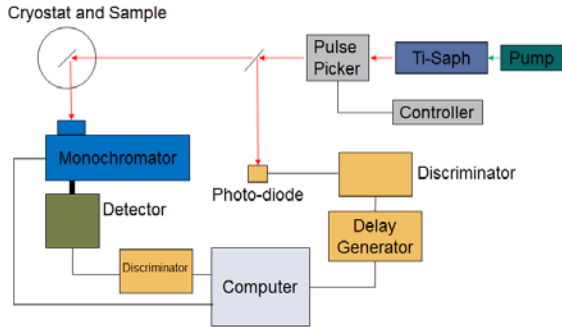 Cryostat and Sample
Pulse
Picker
Ti-Saph
Pump
Controller
Monochromator
Photo-diode
Discriminator
Detector
Delay
Generator
Discriminator
Computer